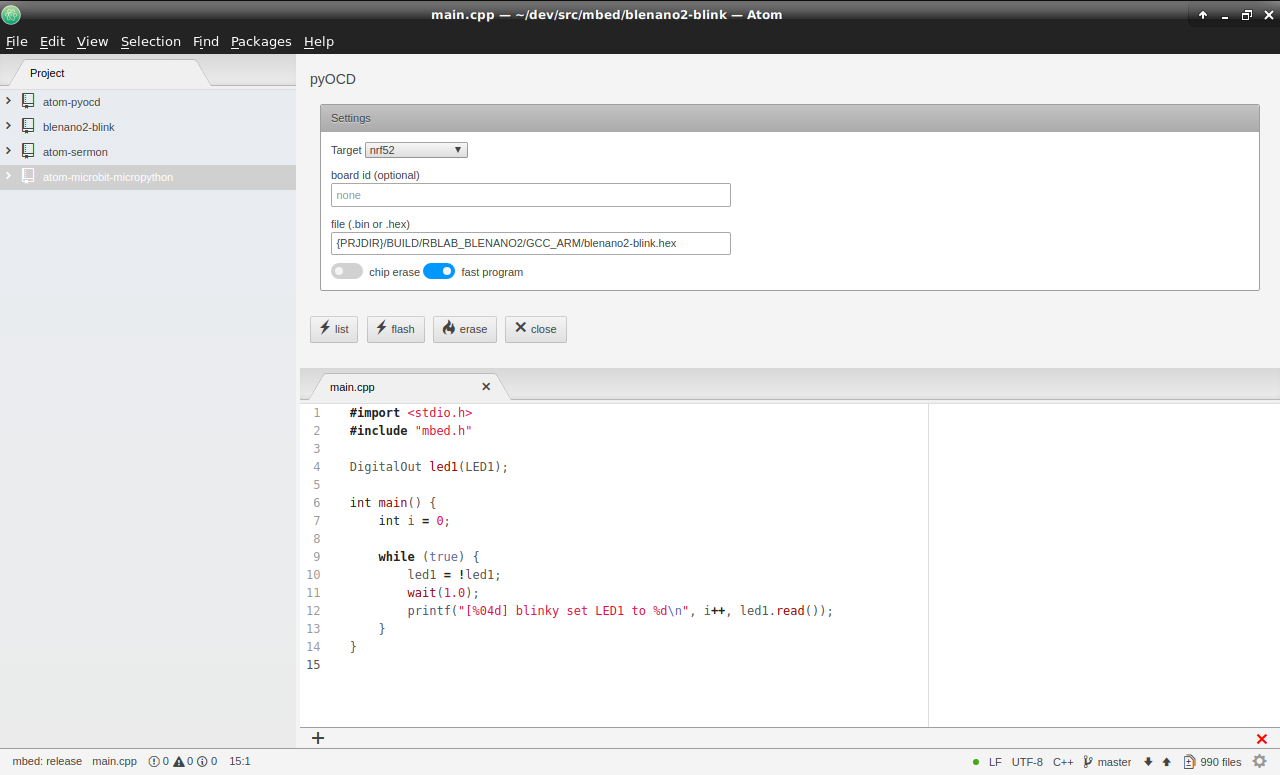 main.cpp — ~/dev/src/mbed/blenano2-blink — Atom
File Edit View Selection Find Packages Help
Project
atom-pyocd
blenano2-blink
atom-sermon
atom-microbit-micropython
pyOCD
Settings
Target nrf52
board id (optional)
none
file (.bin or .hex)
{PRJDIR}/BUILD/RBLAB_BLENANO2/GCC_ARM/blenano2-blink.hex
chip erase fast program
list flash erase close
main.cpp
1 #import <stdio.h>
2 #include "mbed.h"
3
4 DigitalOut led1(LED1);
5
6 int main() {
7     int i = 0;
8
9     while (true) {
10         led1 = !led1;
11         wait(1.0);
12         printf("[%04d] blinky set LED1 to %d\n", i++, led1.read());
13     }
14 }
15
mbed: release main.cpp 0 0 0 15:1 LF UTF-8 C++ master 990 files